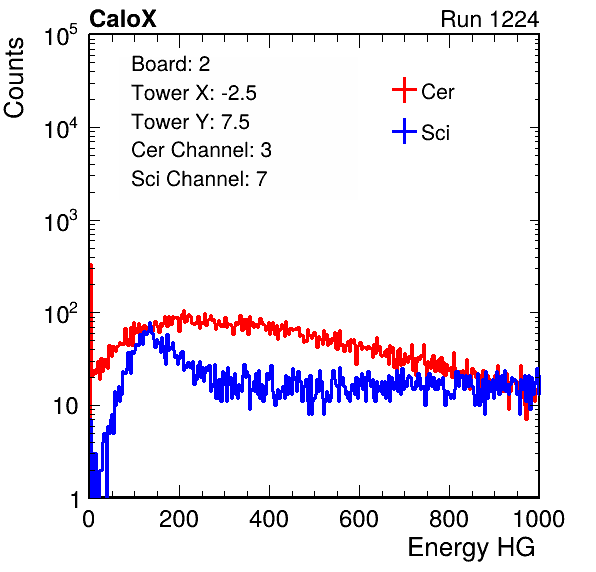 CaloX Run 1224
Counts
10^5
10^4
10^3
10^2
10
1
Board: 2
Tower X: -2.5
Tower Y: 7.5
Cer Channel: 3
Sci Channel: 7
Cer
Sci
0 200 400 600 800 1000
Energy HG